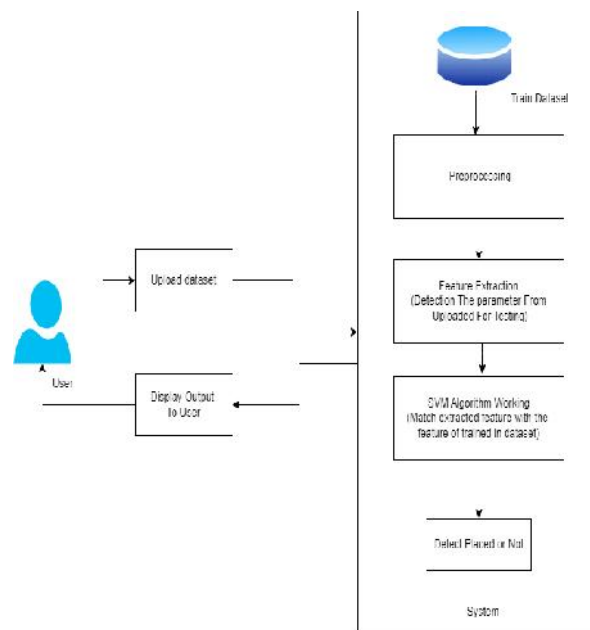 Train Dataset
Preprocessing
Upload dataset
Feature Extraction
(Detection The parameter From
Uploaded For Testing)
User
Display Output
To User
SVM Algorithm Working
(Match extracted feature with the
feature of trained in dataset)
Detect Placed or Not
System